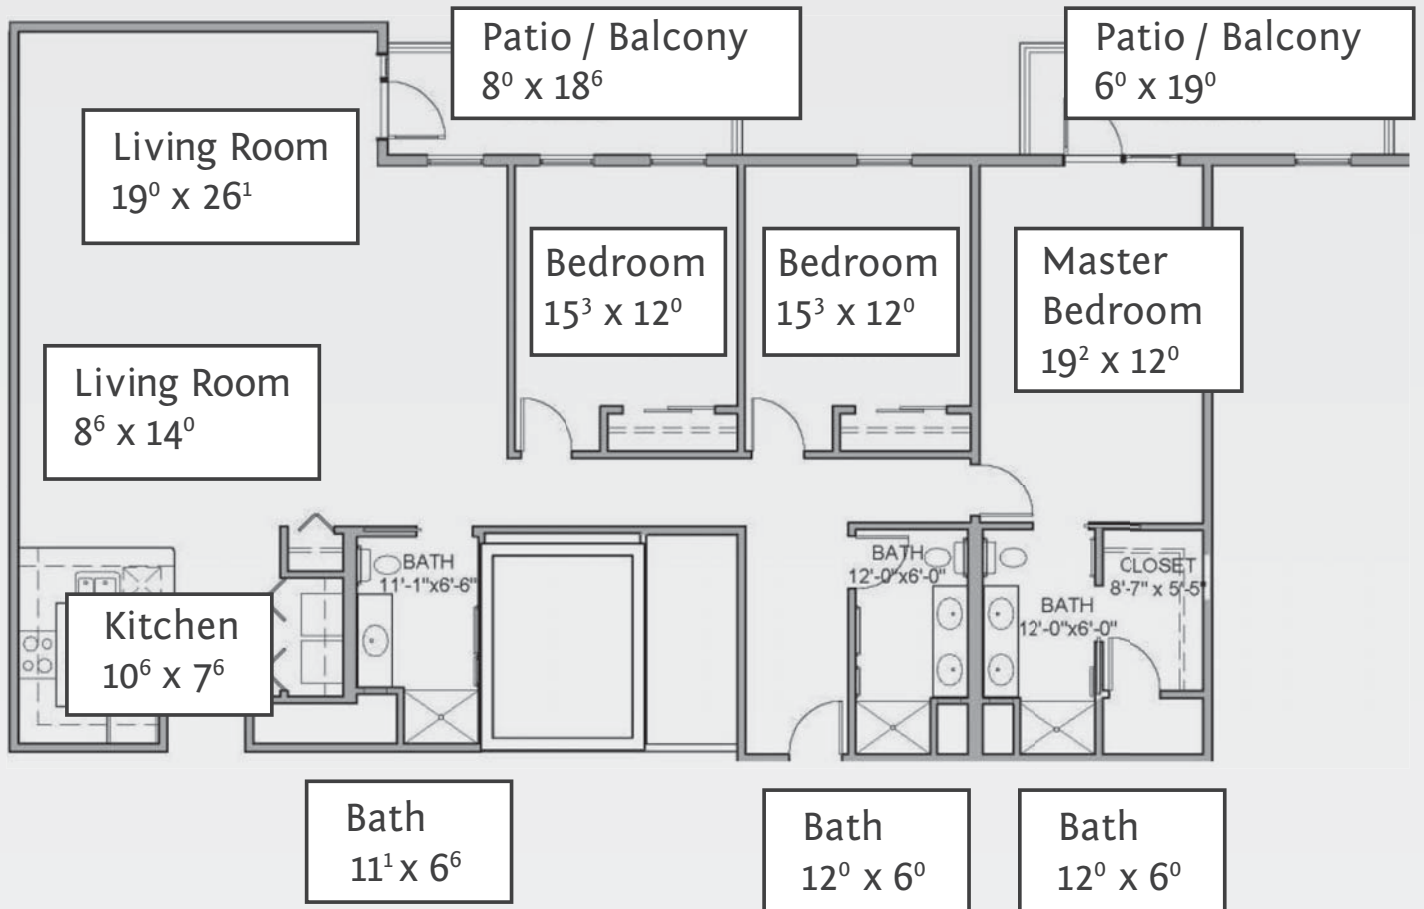 Patio / Balcony
8⁰ x 18⁶
Patio / Balcony
6⁰ x 19⁰
Living Room
19⁰ x 26¹
Bedroom
15³ x 12⁰
Bedroom
15³ x 12⁰
Master
Bedroom
19² x 12⁰
Living Room
8⁶ x 14⁰
BATH
11'-1"x6'-6"
BATH
12'-0"x6'-0"
CLOSET
8'-7" x 5'-5"
BATH
12'-0"x6'-0"
Kitchen
10⁶ x 7⁶
Bath
11¹ x 6⁶
Bath
12⁰ x 6⁰
Bath
12⁰ x 6⁰